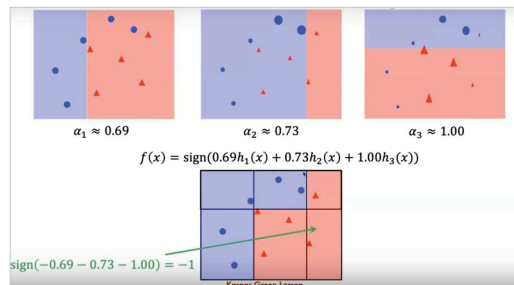 α₁ ≈ 0.69
α₂ ≈ 0.73
α₃ ≈ 1.00
f(x) = sign(0.69h₁(x) + 0.73h₂(x) + 1.00h₃(x))
sign(−0.69 − 0.73 − 1.00) = −1